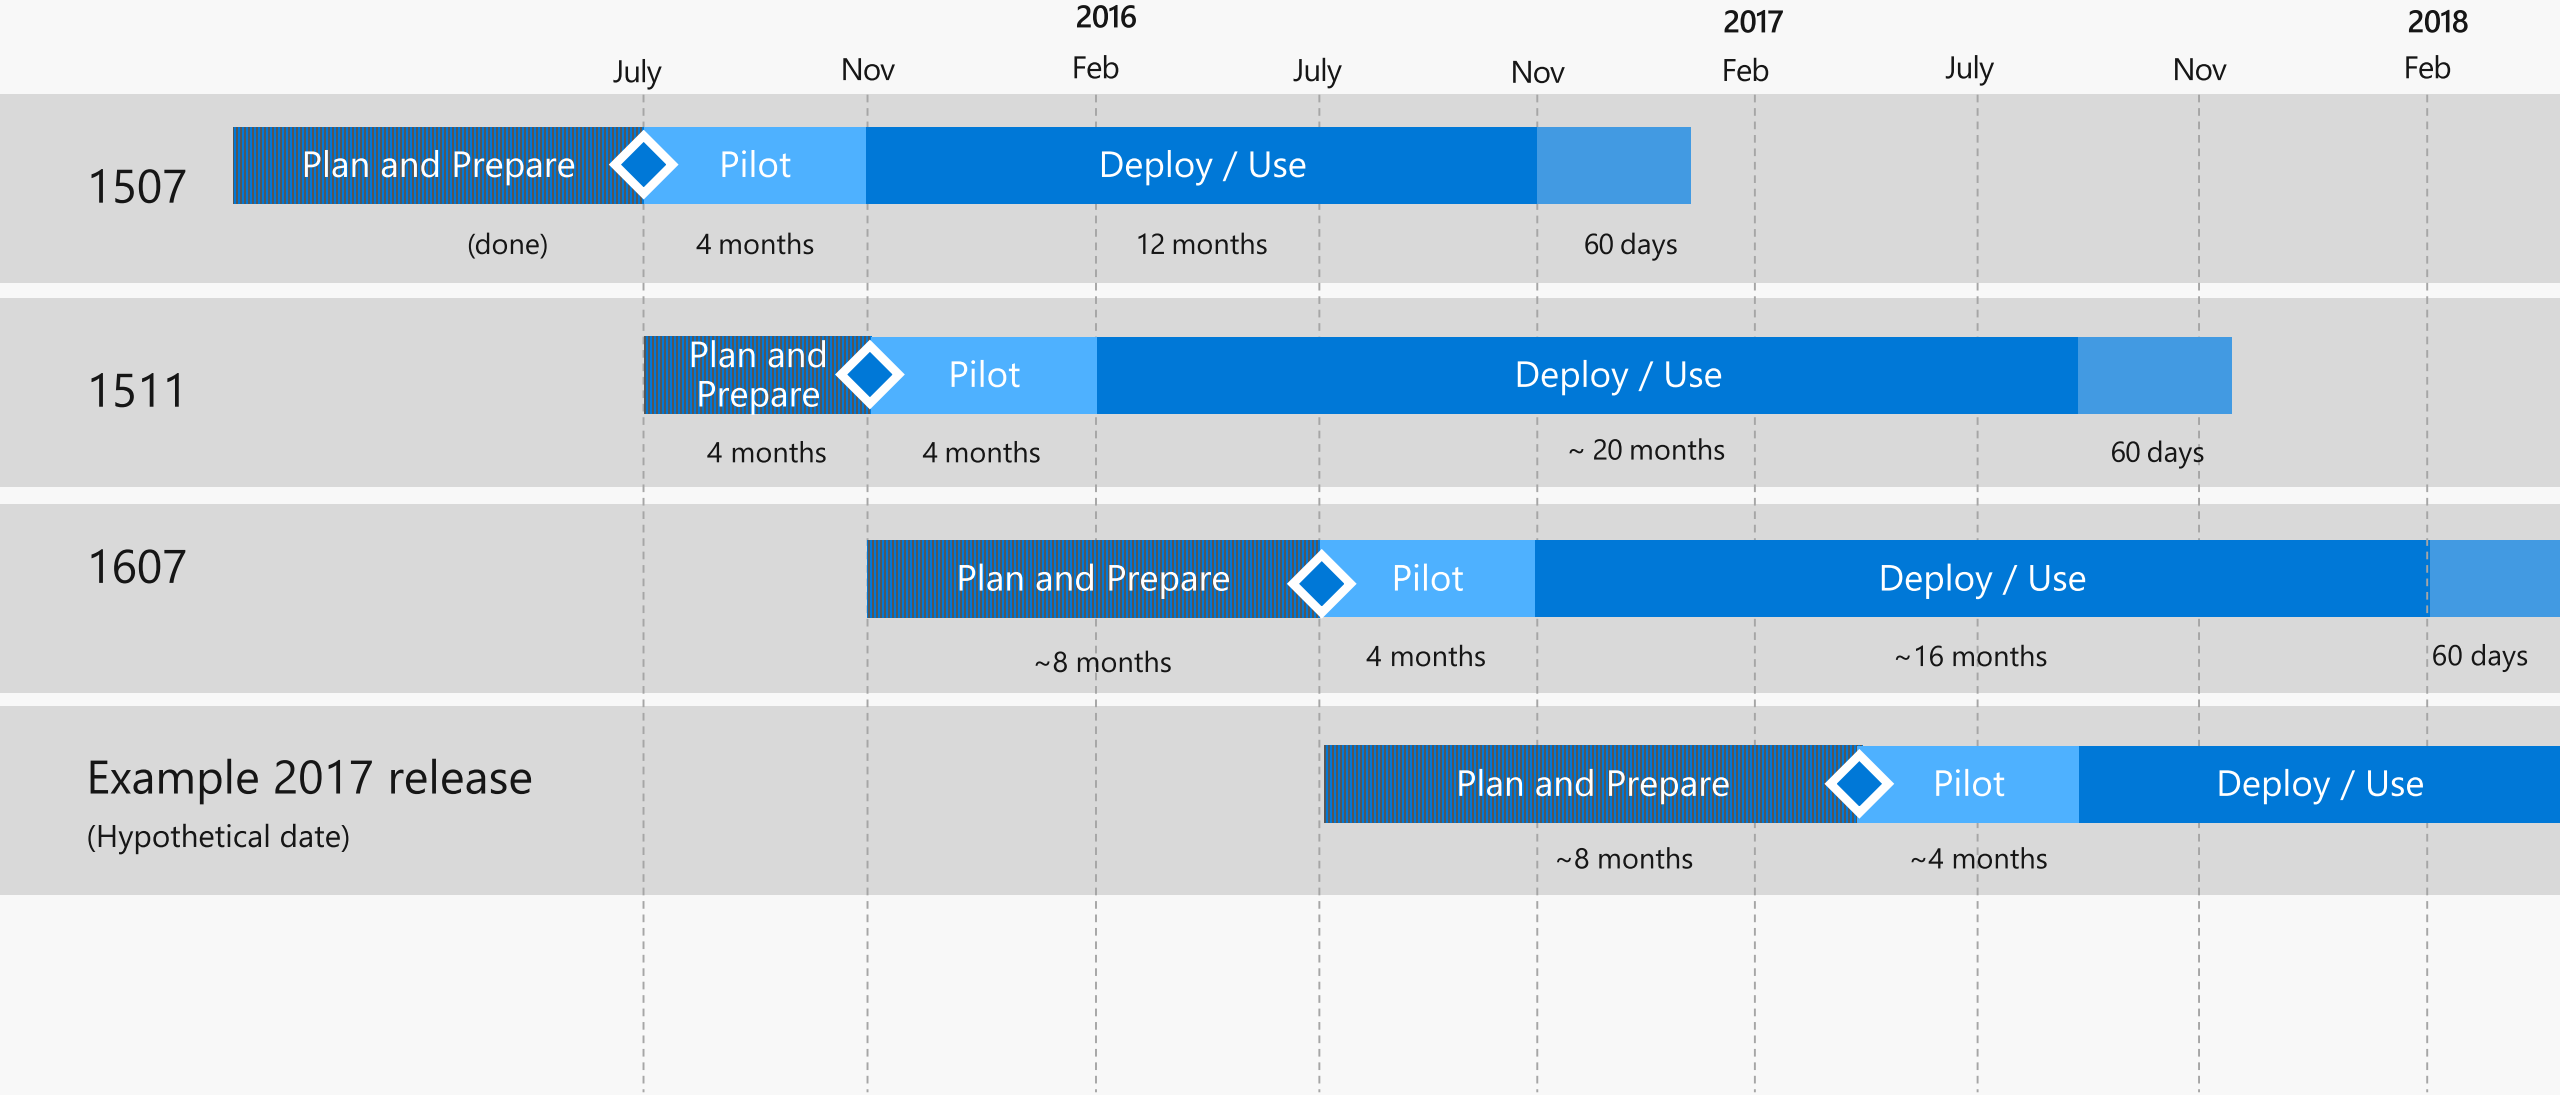 2016
2017
2018
July
Nov
Feb
July
Nov
Feb
July
Nov
Feb
1507
Plan and Prepare
Pilot
Deploy / Use
(done)
4 months
12 months
60 days
1511
Plan and
Prepare
Pilot
Deploy / Use
4 months
4 months
~ 20 months
60 days
1607
Plan and Prepare
Pilot
Deploy / Use
~8 months
4 months
~16 months
60 days
Example 2017 release
(Hypothetical date)
Plan and Prepare
Pilot
Deploy / Use
~8 months
~4 months